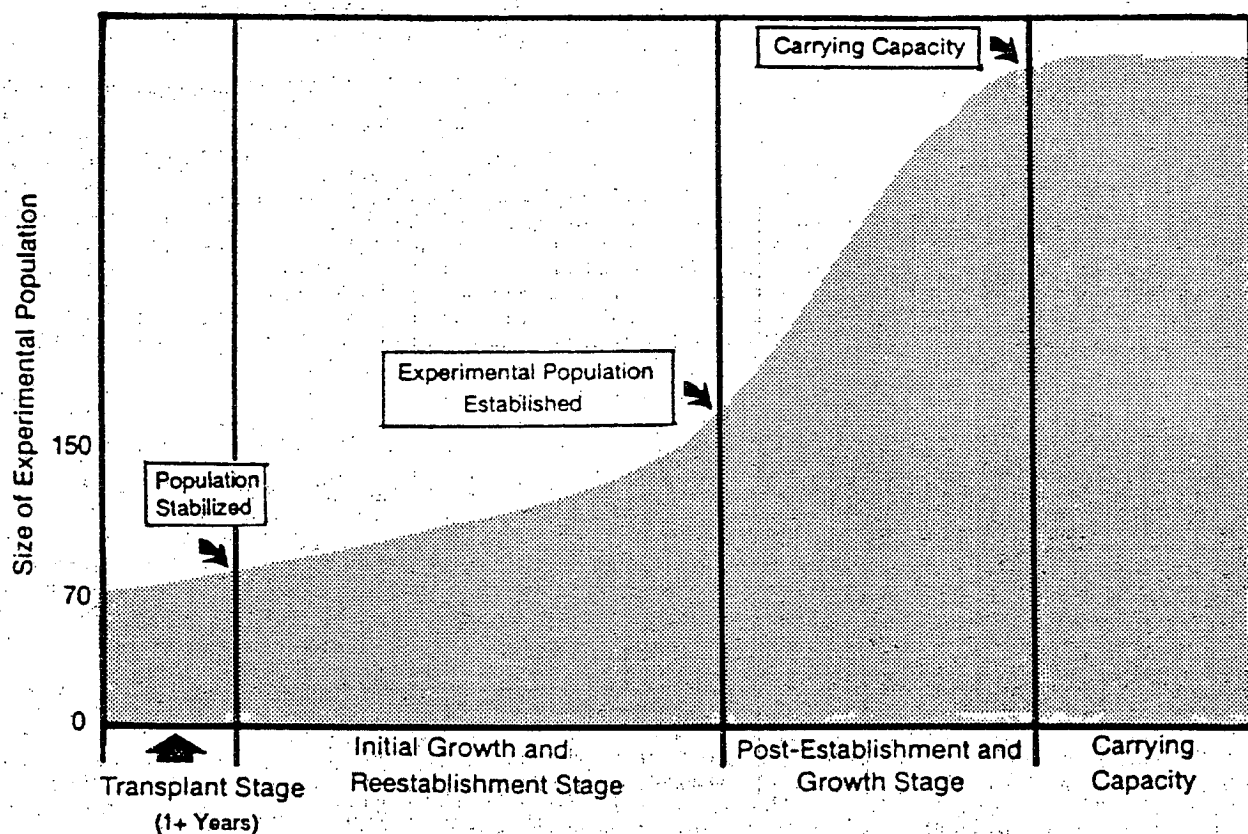 Carrying Capacity
Experimental Population
Established
Population
Stabilized
Size of Experimental Population
150
70
0
Transplant Stage
(1+ Years)
Initial Growth and
Reestablishment Stage
Post-Establishment and
Growth Stage
Carrying
Capacity